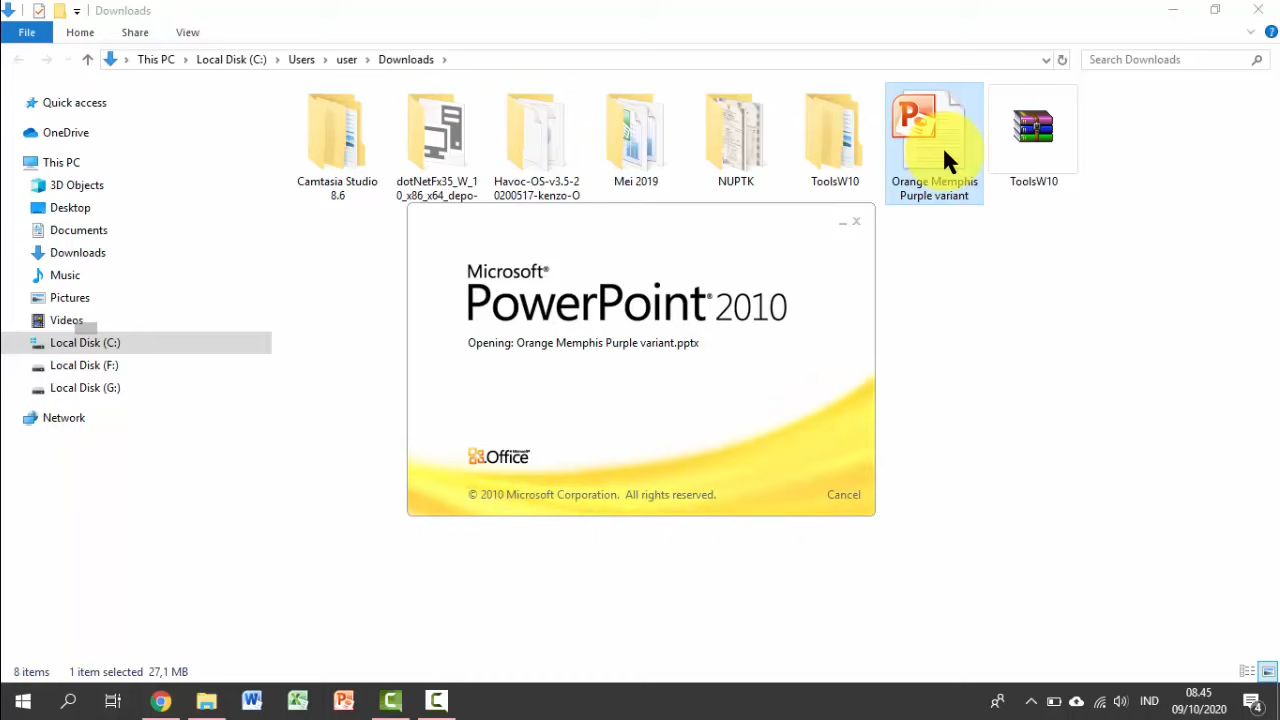 Downloads
File Home Share View
This PC Local Disk (C:) Users user Downloads
Search Downloads
Quick access
OneDrive
This PC
3D Objects
Desktop
Documents
Downloads
Music
Pictures
Videos
Local Disk (C:)
Local Disk (F:)
Local Disk (G:)
Network
Camtasia Studio
8.6
dotNetFx35_W_1
0_x86_x64_depo-
Havoc-OS-v3.5-2
0200517-kenzo-O
Mei 2019
NUPTK
ToolsW10
Orange Memphis
Purple variant
ToolsW10
Microsoft®
PowerPoint® 2010
Opening: Orange Memphis Purple variant.pptx
Microsoft®
Office
© 2010 Microsoft Corporation. All rights reserved.
Cancel
8 items 1 item selected 27,1 MB
IND
08.45
09/10/2020
4